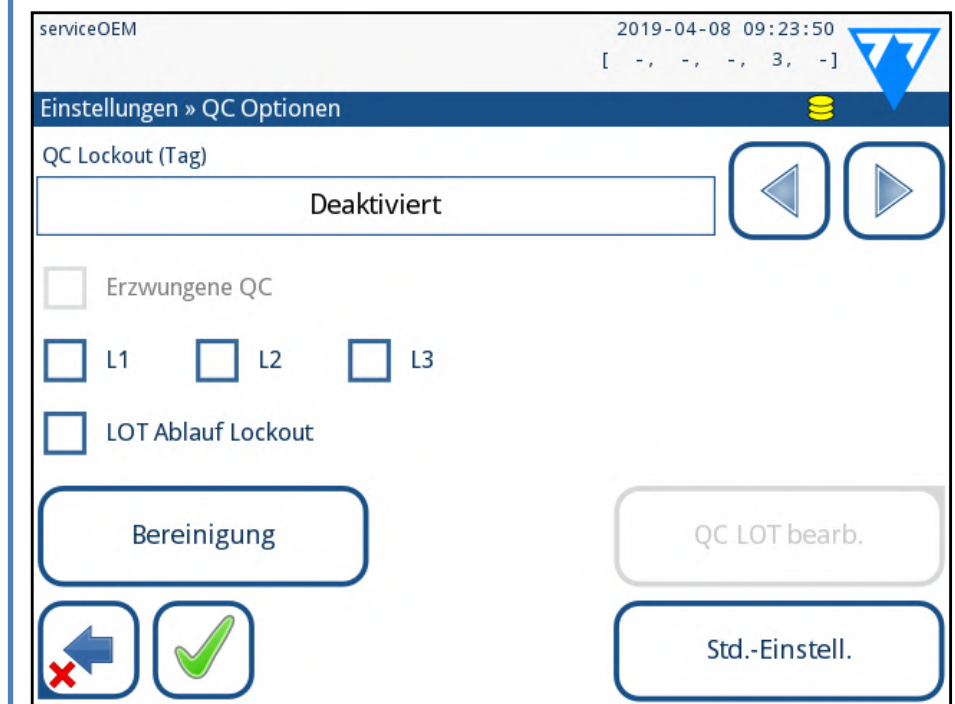 serviceOEM 2019-04-08 09:23:50
[ -, -, -, 3, -]
Einstellungen » QC Optionen
QC Lockout (Tag)
Deaktiviert
Erzwungene QC
L1 L2 L3
LOT Ablauf Lockout
Bereinigung QC LOT bearb.
Std.-Einstell.